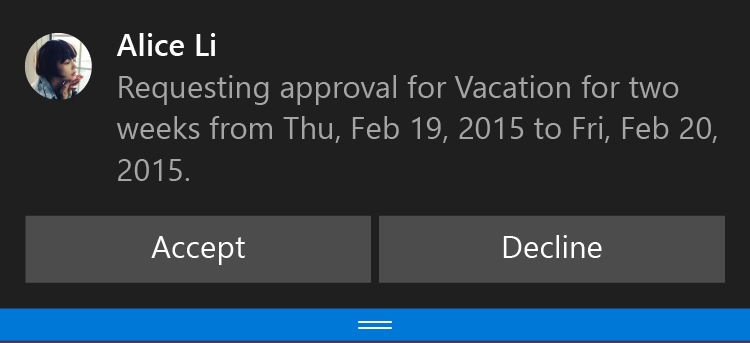 Alice Li
Requesting approval for Vacation for two
weeks from Thu, Feb 19, 2015 to Fri, Feb 20,
2015.
Accept
Decline